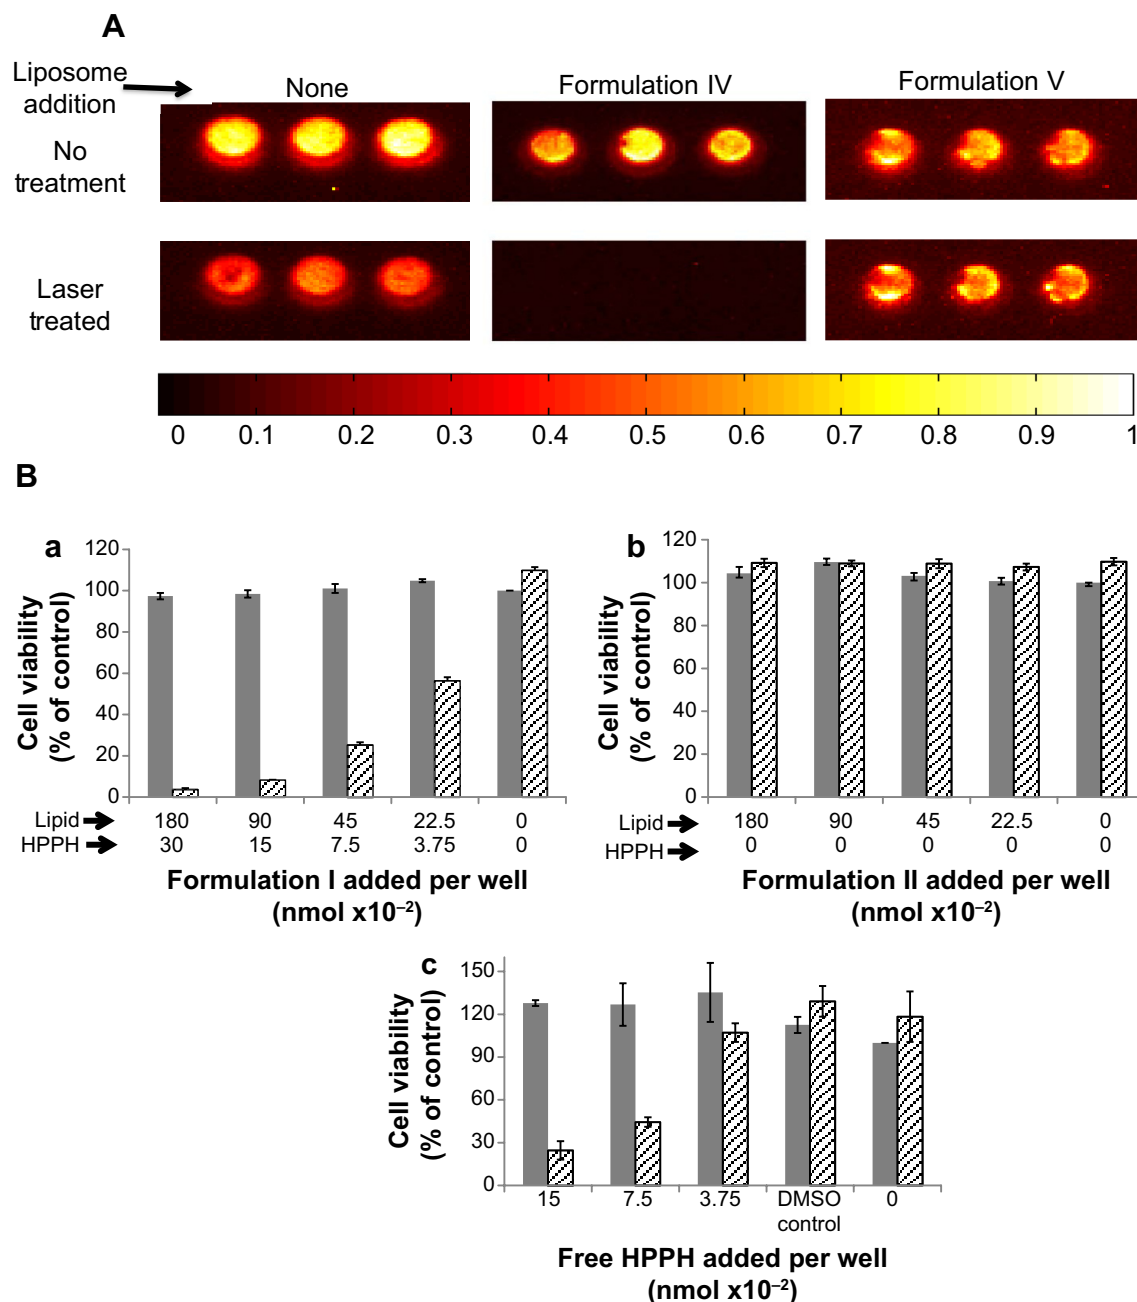 A
Liposome
addition
None
Formulation IV
Formulation V
No
treatment
Laser
treated
0 0.1 0.2 0.3 0.4 0.5 0.6 0.7 0.8 0.9 1
B
a
120
100
80
60
40
20
0
Cell viability
(% of control)
Lipid 180 90 45 22.5 0
HPPH 30 15 7.5 3.75 0
Formulation I added per well
(nmol x10⁻²)
b
120
100
80
60
40
20
0
Cell viability
(% of control)
Lipid 180 90 45 22.5 0
HPPH 0 0 0 0 0
Formulation II added per well
(nmol x10⁻²)
c
150
120
90
60
30
0
Cell viability
(% of control)
15 7.5 3.75 DMSO 0
control
Free HPPH added per well
(nmol x10⁻²)